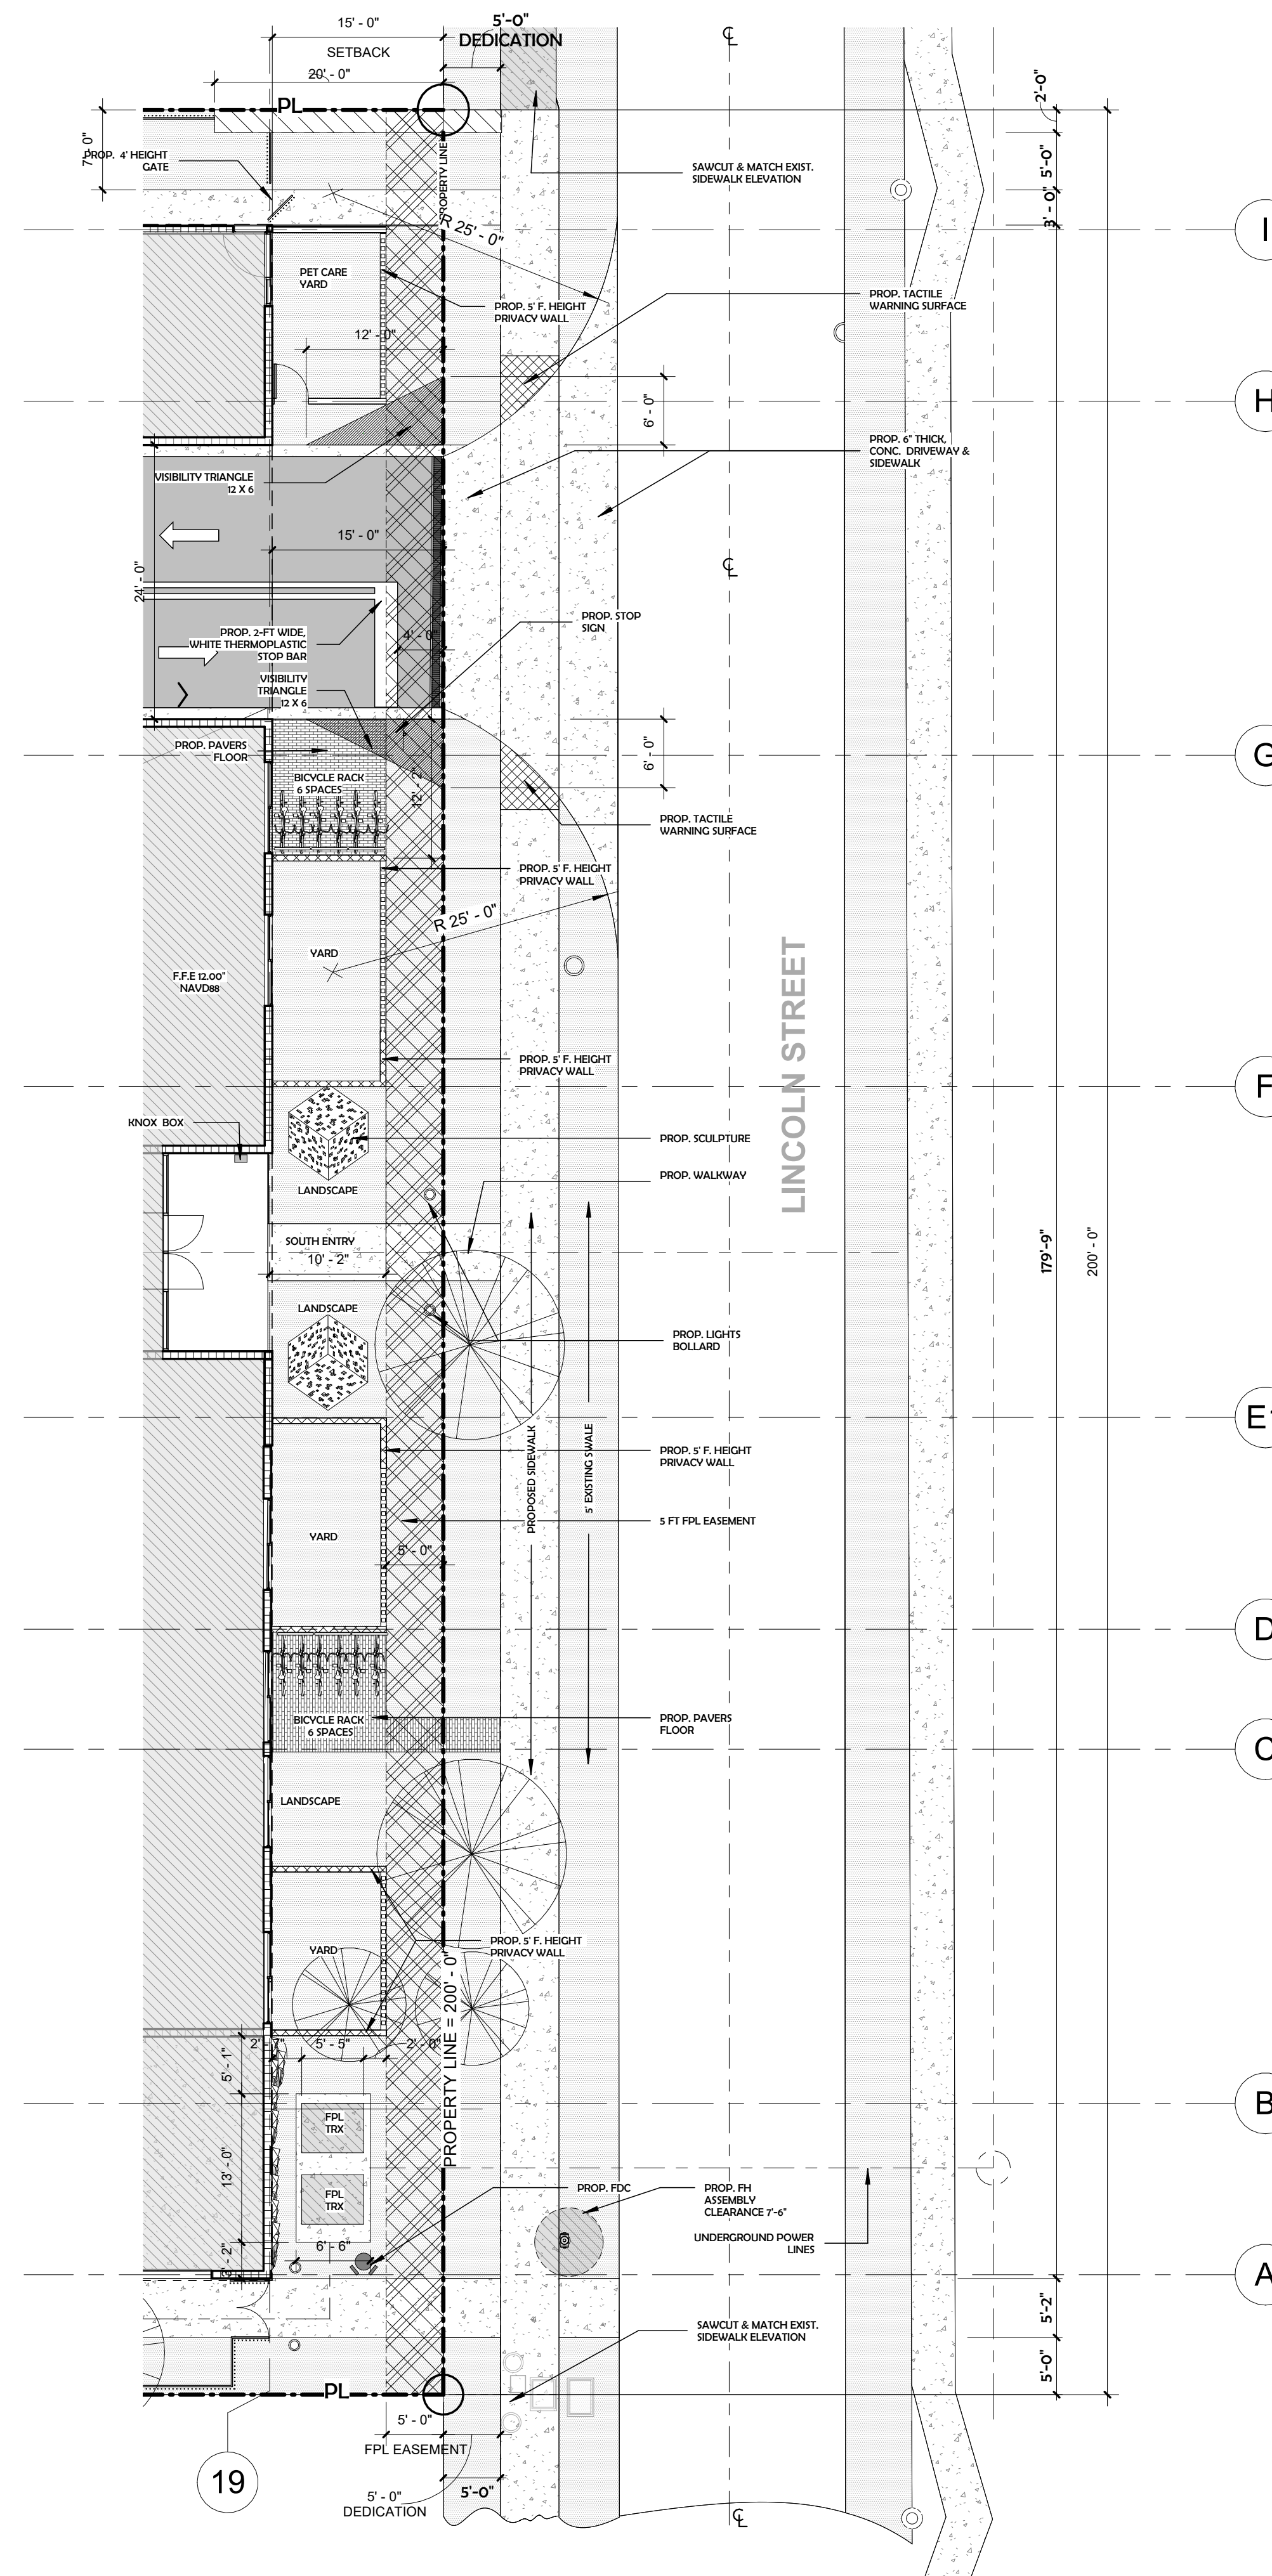 15' - 0"
SETBACK
20' - 0"
5'-0"
DEDICATION
℄
PL
2'-0"
5'-0"
3' - 0"
7' - 0"
PROP. 4' HEIGHT
GATE
PROPERTY LINE
SAWCUT & MATCH EXIST.
SIDEWALK ELEVATION
R 25' - 0"
I
PET CARE
YARD
PROP. 5' F. HEIGHT
PRIVACY WALL
PROP. TACTILE
WARNING SURFACE
12' - 0"
6' - 0"
H
PROP. 6" THICK,
CONC. DRIVEWAY &
SIDEWALK
VISIBILITY TRIANGLE
12 X 6
15' - 0"
24' - 0"
℄
PROP. STOP
SIGN
PROP. 2-FT WIDE,
WHITE THERMOPLASTIC
STOP BAR
4' - 0"
VISIBILITY
TRIANGLE
12 X 6
PROP. PAVERS
FLOOR
6' - 0"
G
BICYCLE RACK
6 SPACES
12' - 2"
PROP. TACTILE
WARNING SURFACE
PROP. 5' F. HEIGHT
PRIVACY WALL
R 25' - 0"
YARD
F.F.E 12.00"
NAVD88
LINCOLN STREET
PROP. 5' F. HEIGHT
PRIVACY WALL
F
KNOX BOX
PROP. SCULPTURE
PROP. WALKWAY
LANDSCAPE
SOUTH ENTRY
10' - 2"
179'-9"
200' - 0"
LANDSCAPE
PROP. LIGHTS
BOLLARD
E
PROPOSED SIDEWALK
5' EXISTING SWALE
PROP. 5' F. HEIGHT
PRIVACY WALL
5 FT FPL EASEMENT
YARD
5' - 0"
D
BICYCLE RACK
6 SPACES
PROP. PAVERS
FLOOR
C
LANDSCAPE
YARD
PROP. 5' F. HEIGHT
PRIVACY WALL
PROPERTY LINE = 200' - 0"
2' - 7"
5' - 5"
2' - 0"
5' - 1"
B
FPL
TRX
13' - 0"
FPL
TRX
PROP. FDC
PROP. FH
ASSEMBLY
CLEARANCE 7'-6"
UNDERGROUND POWER
LINES
6' - 6"
3' - 2"
A
5'-2"
SAWCUT & MATCH EXIST.
SIDEWALK ELEVATION
5'-0"
PL
5' - 0"
FPL EASEMENT
19
5'-0"
5' - 0"
DEDICATION
℄